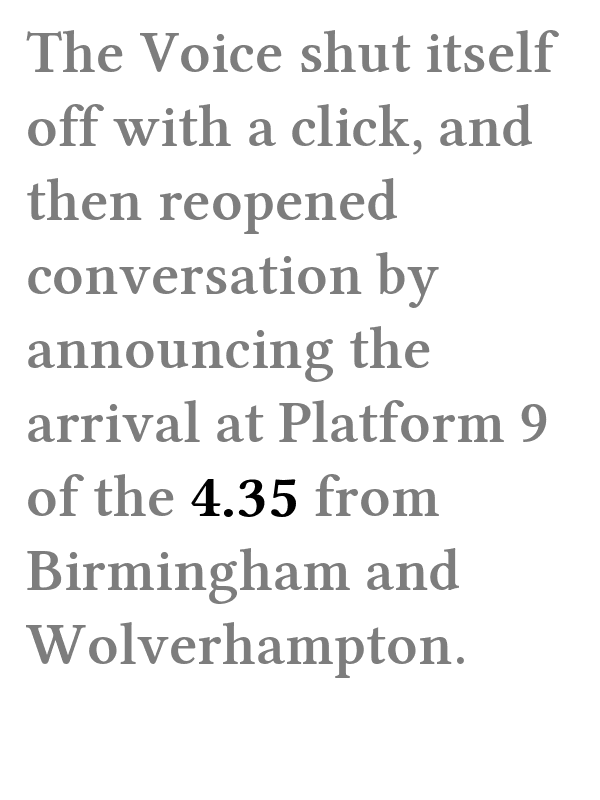 The Voice shut itself
off with a click, and
then reopened
conversation by
announcing the
arrival at Platform 9
of the 4.35 from
Birmingham and
Wolverhampton.